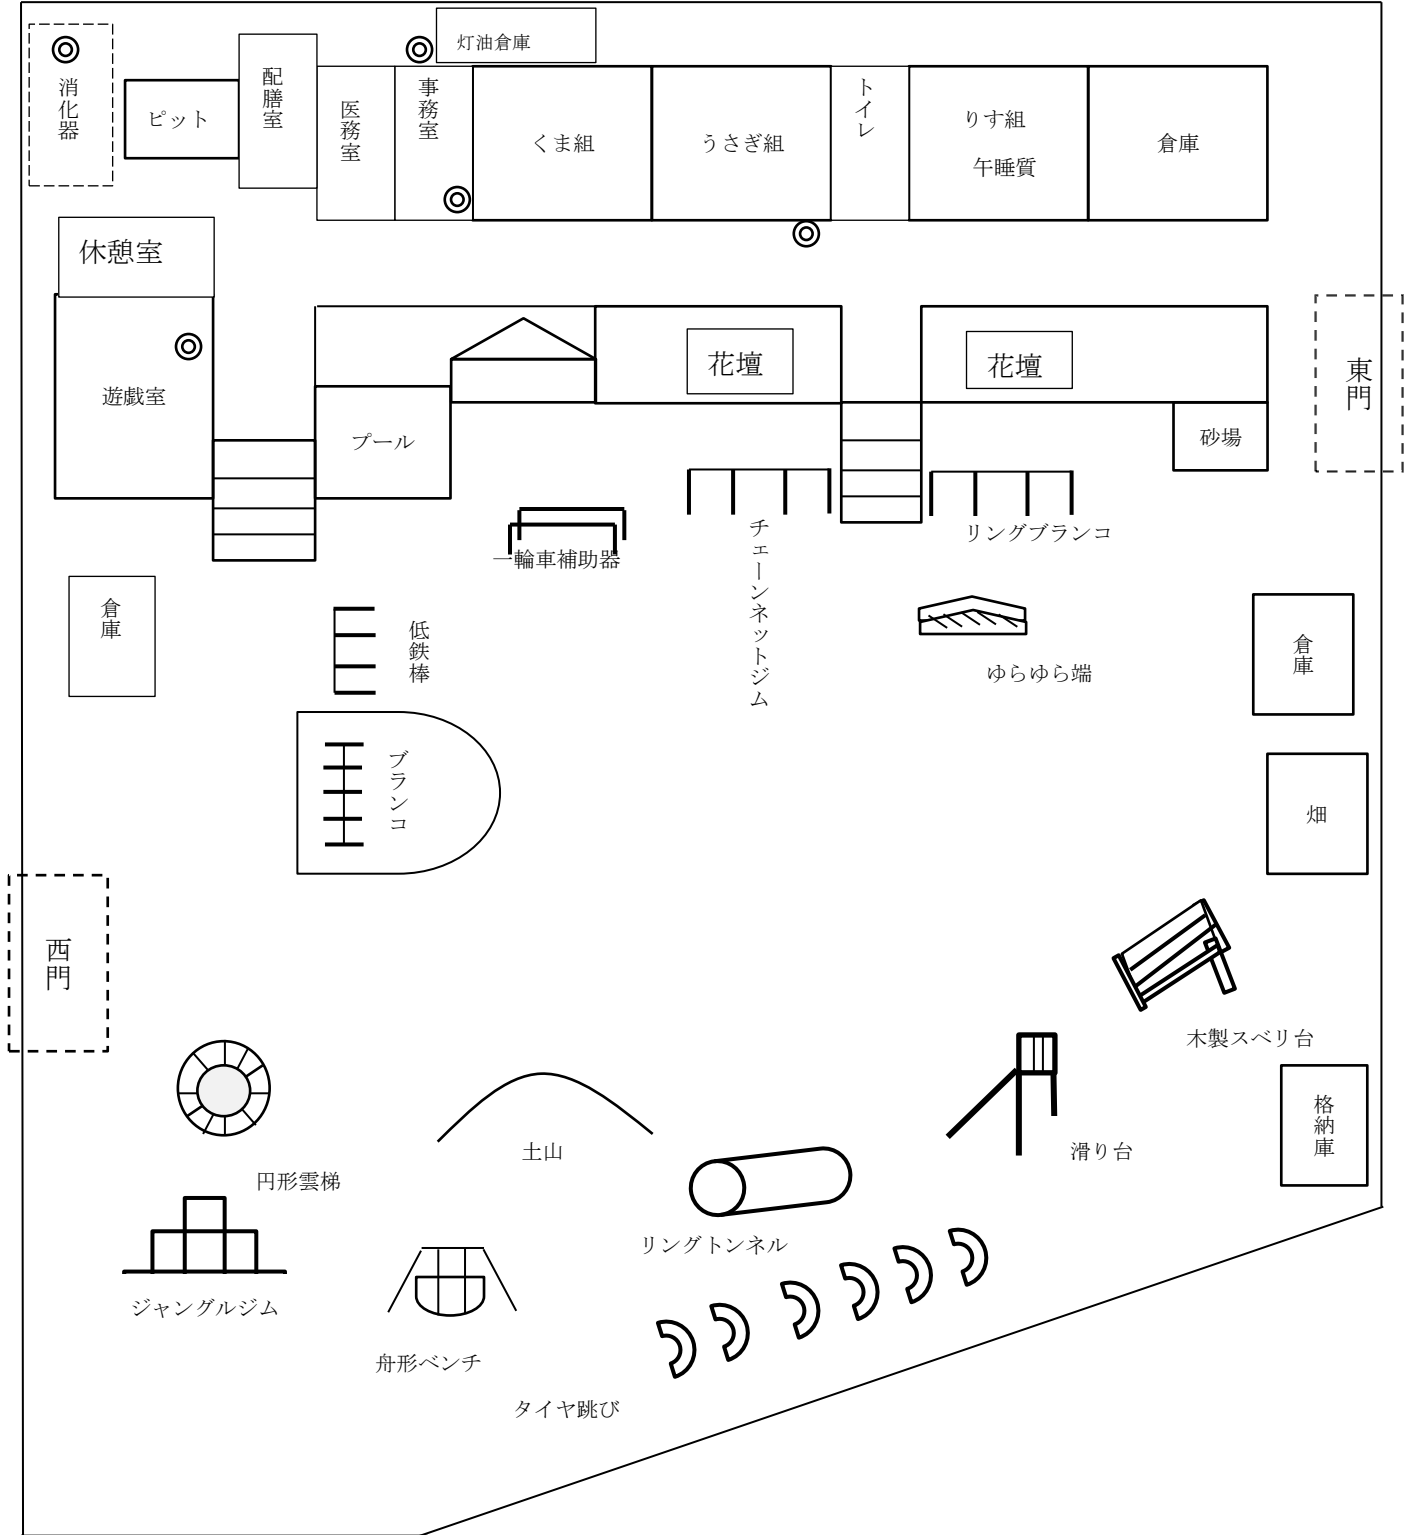 灯油倉庫
消化器
ピット
配膳室
医務室
事務室
くま組
うさぎ組
トイレ
りす組
午睡質
倉庫
休憩室
遊戯室
プール
花壇
花壇
砂場
東門
一輪車補助器
チェーンネットジム
リングブランコ
倉庫
低鉄棒
ゆらゆら端
倉庫
ブランコ
畑
西門
木製スベリ台
円形雲梯
土山
滑り台
格納庫
リングトンネル
ジャングルジム
舟形ベンチ
タイヤ跳び